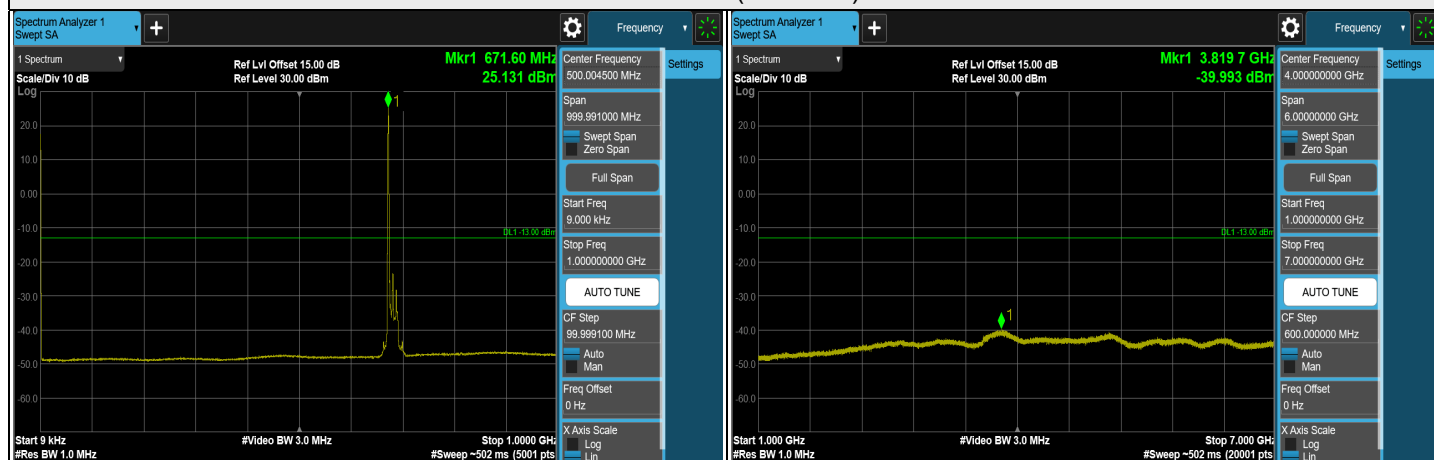 Spectrum Analyzer 1
Swept SA
Frequency
1 Spectrum
Scale/Div 10 dB
Log
Ref Lvl Offset 15.00 dB
Ref Level 30.00 dBm
Mkr1 671.60 MHz
25.131 dBm
1
20.0
10.0
0.00
-10.0
-20.0
-30.0
-40.0
-50.0
-60.0
DL1 -13.00 dBm
Start 9 kHz
#Res BW 1.0 MHz
#Video BW 3.0 MHz
Stop 1.0000 GHz
#Sweep ~502 ms (5001 pts
Center Frequency
500.004500 MHz
Span
999.991000 MHz
Swept Span
Zero Span
Full Span
Start Freq
9.000 kHz
Stop Freq
1.000000000 GHz
AUTO TUNE
CF Step
99.999100 MHz
Auto
Man
Freq Offset
0 Hz
X Axis Scale
Log
Lin
Settings
Spectrum Analyzer 1
Swept SA
Frequency
1 Spectrum
Scale/Div 10 dB
Log
Ref Lvl Offset 15.00 dB
Ref Level 30.00 dBm
Mkr1 3.819 7 GHz
-39.993 dBm
1
20.0
10.0
0.00
-10.0
-20.0
-30.0
-40.0
-50.0
-60.0
DL1 -13.00 dBm
Start 1.000 GHz
#Res BW 1.0 MHz
#Video BW 3.0 MHz
Stop 7.000 GHz
#Sweep ~502 ms (20001 pts
Center Frequency
4.00000000 GHz
Span
6.00000000 GHz
Swept Span
Zero Span
Full Span
Start Freq
1.000000000 GHz
Stop Freq
7.000000000 GHz
AUTO TUNE
CF Step
600.000000 MHz
Auto
Man
Freq Offset
0 Hz
X Axis Scale
Log
Lin
Settings